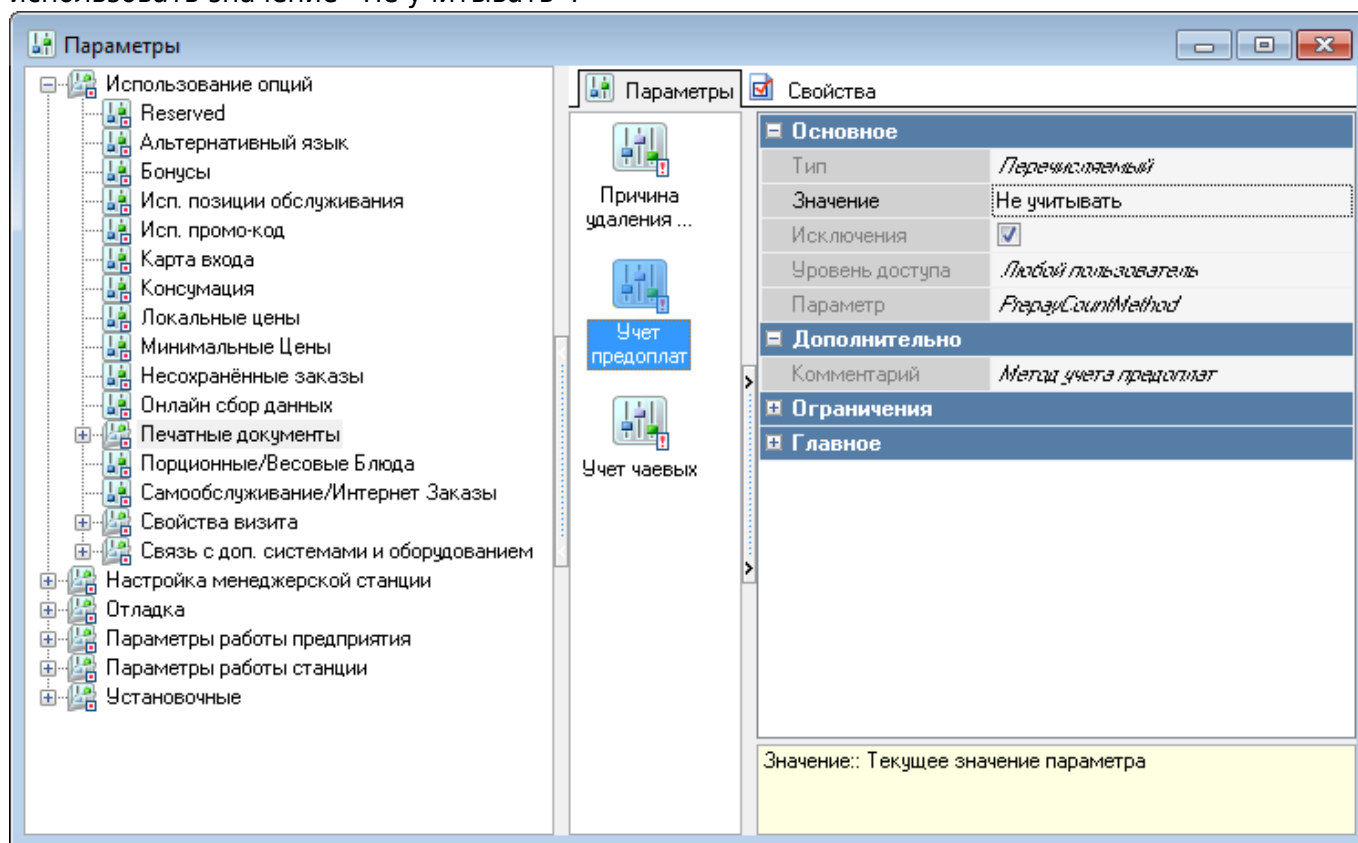 использовать значение "Не учитывать".
Параметры
Использование опций
Reserved
Альтернативный язык
Бонусы
Исп. позиции обслуживания
Исп. промо-код
Карта входа
Консумация
Локальные цены
Минимальные Цены
Несохранённые заказы
Онлайн сбор данных
Печатные документы
Порционные/Весовые Блюда
Самообслуживание/Интернет Заказы
Свойства визита
Связь с доп. системами и оборудованием
Настройка менеджерской станции
Отладка
Параметры работы предприятия
Параметры работы станции
Установочные
Параметры
Свойства
Причина
удаления ...
Учет
предоплат
Учет чаевых
Основное
Тип Перечисляемый
Значение Не учитывать
Исключения
Уровень доступа Любой пользователь
Параметр PrepayCountMethod
Дополнительно
Комментарий Метод учета предоплат
Ограничения
Главное
Значение:: Текущее значение параметра